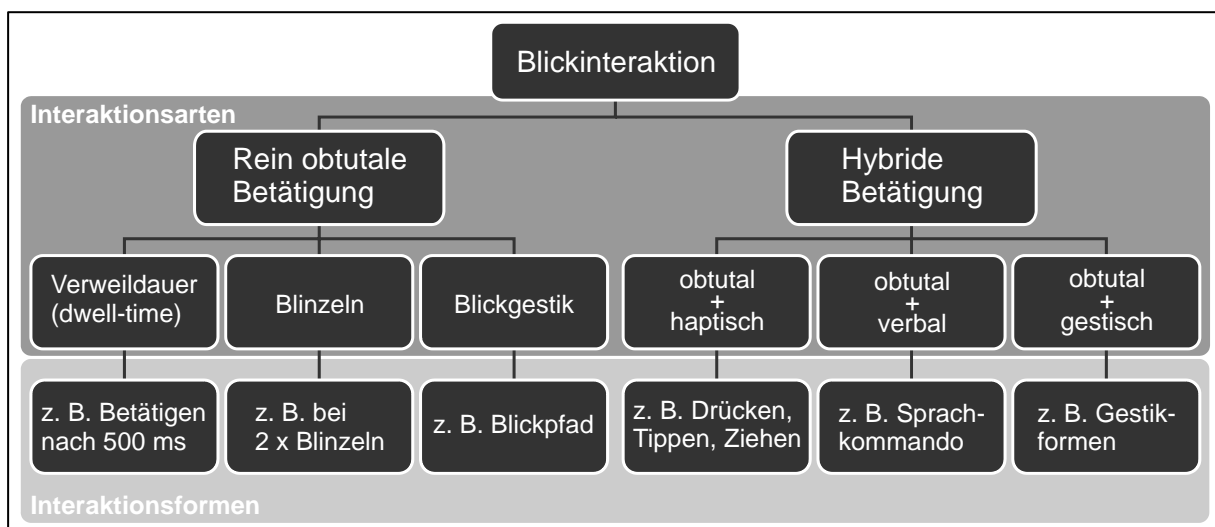 Blickinteraktion
Interaktionsarten
Rein obtutale
Betätigung
Hybride
Betätigung
Verweildauer
(dwell-time)
Blinzeln
Blickgestik
obtutal
+
haptisch
obtutal
+
verbal
obtutal
+
gestisch
z. B. Betätigen
nach 500 ms
z. B. bei
2 x Blinzeln
z. B. Blickpfad
z. B. Drücken,
Tippen, Ziehen
z. B. Sprach-
kommando
z. B. Gestik-
formen
Interaktionsformen